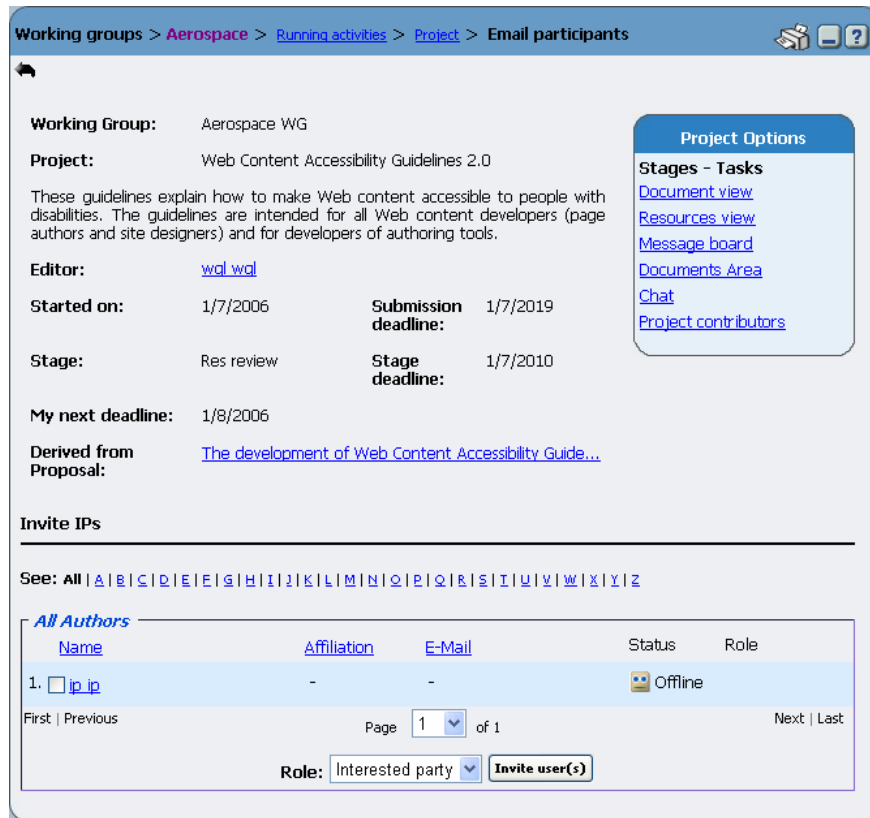 Working groups > Aerospace > Running activities > Project > Email participants
?
Working Group: Aerospace WG
Project: Web Content Accessibility Guidelines 2.0
These guidelines explain how to make Web content accessible to people with
disabilities. The guidelines are intended for all Web content developers (page
authors and site designers) and for developers of authoring tools.
Editor: wgl wgl
Started on: 1/7/2006 Submission deadline: 1/7/2019
Stage: Res review Stage deadline: 1/7/2010
My next deadline: 1/8/2006
Derived from Proposal: The development of Web Content Accessibility Guide...
Project Options
Stages - Tasks
Document view
Resources view
Message board
Documents Area
Chat
Project contributors
Invite IPs
See: All | A | B | C | D | E | F | G | H | I | J | K | L | M | N | O | P | Q | R | S | T | U | V | W | X | Y | Z
All Authors
Name Affiliation E-Mail Status Role
1. ip ip - - Offline
First | Previous Page 1 of 1 Next | Last
Role: Interested party Invite user(s)